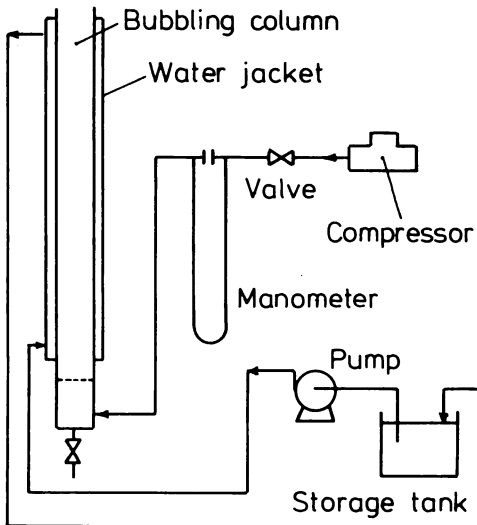 Bubbling column
Water jacket
Valve
Compressor
Manometer
Pump
Storage tank